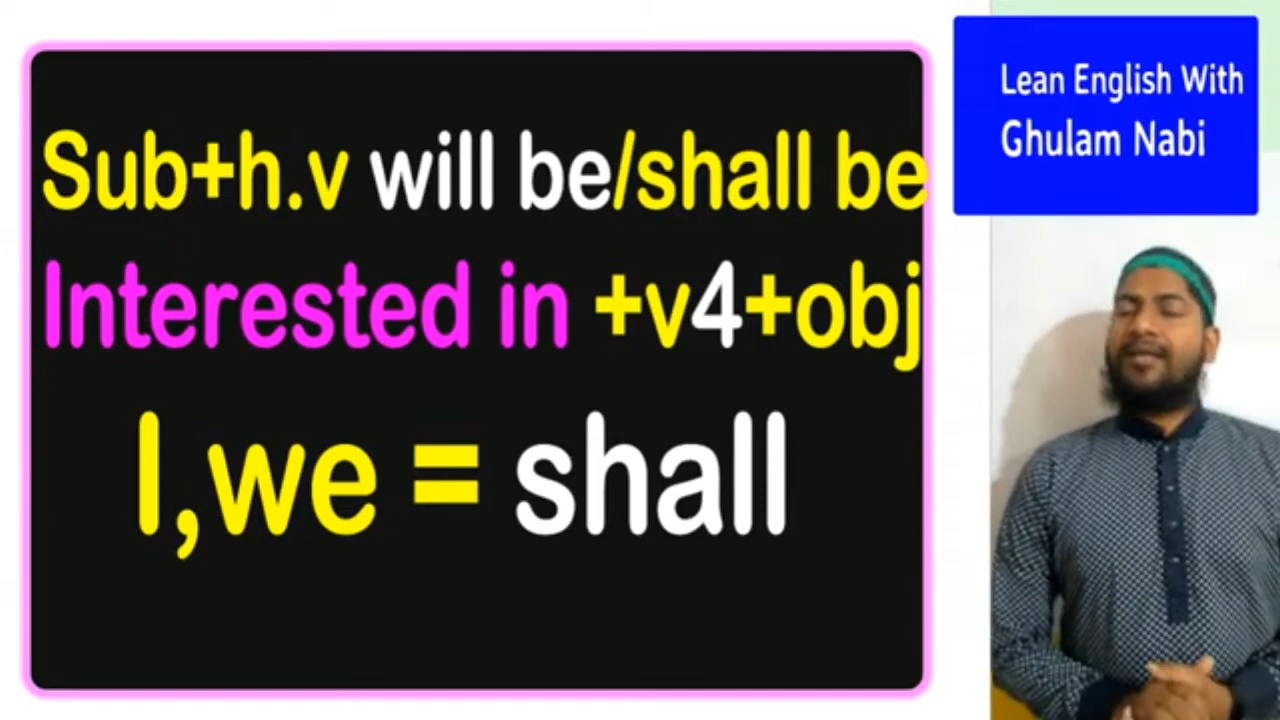 Sub+h.v will be/shall be
Interested in +v4+obj
I,we = shall
Lean English With
Ghulam Nabi